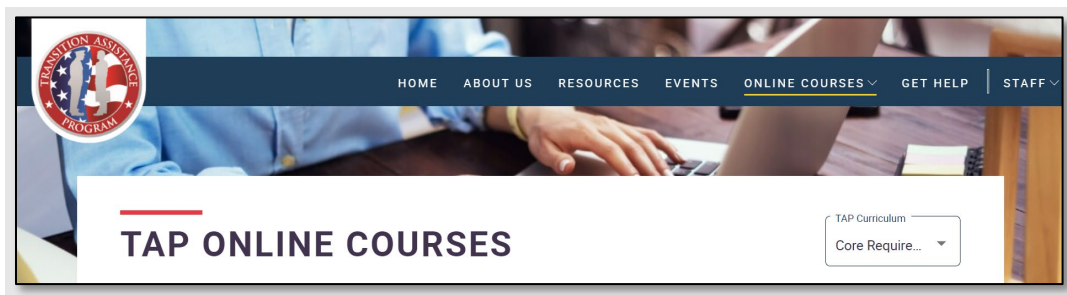 TRANSITION ASSISTANCE
PROGRAM
HOME ABOUT US RESOURCES EVENTS ONLINE COURSES GET HELP STAFF
TAP ONLINE COURSES
TAP Curriculum
Core Require...